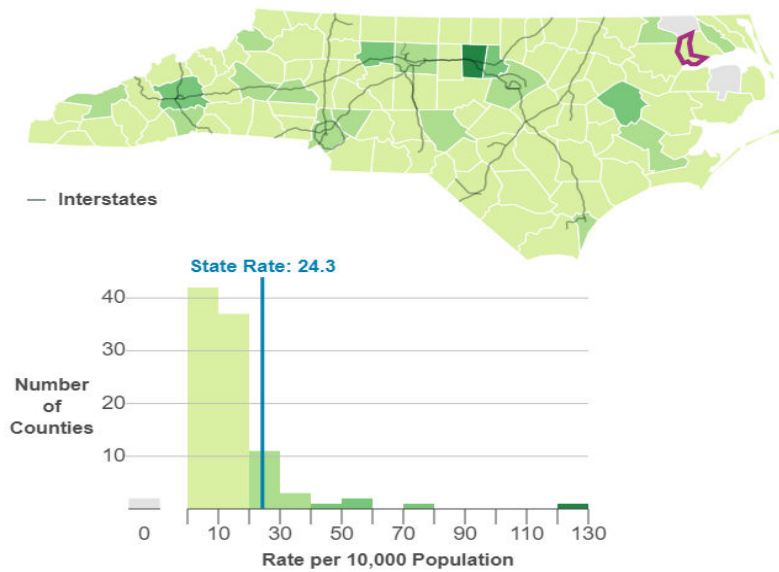 — Interstates
State Rate: 24.3
40
30
20
10
Number
of
Counties
0 10 30 50 70 90 110 130
Rate per 10,000 Population